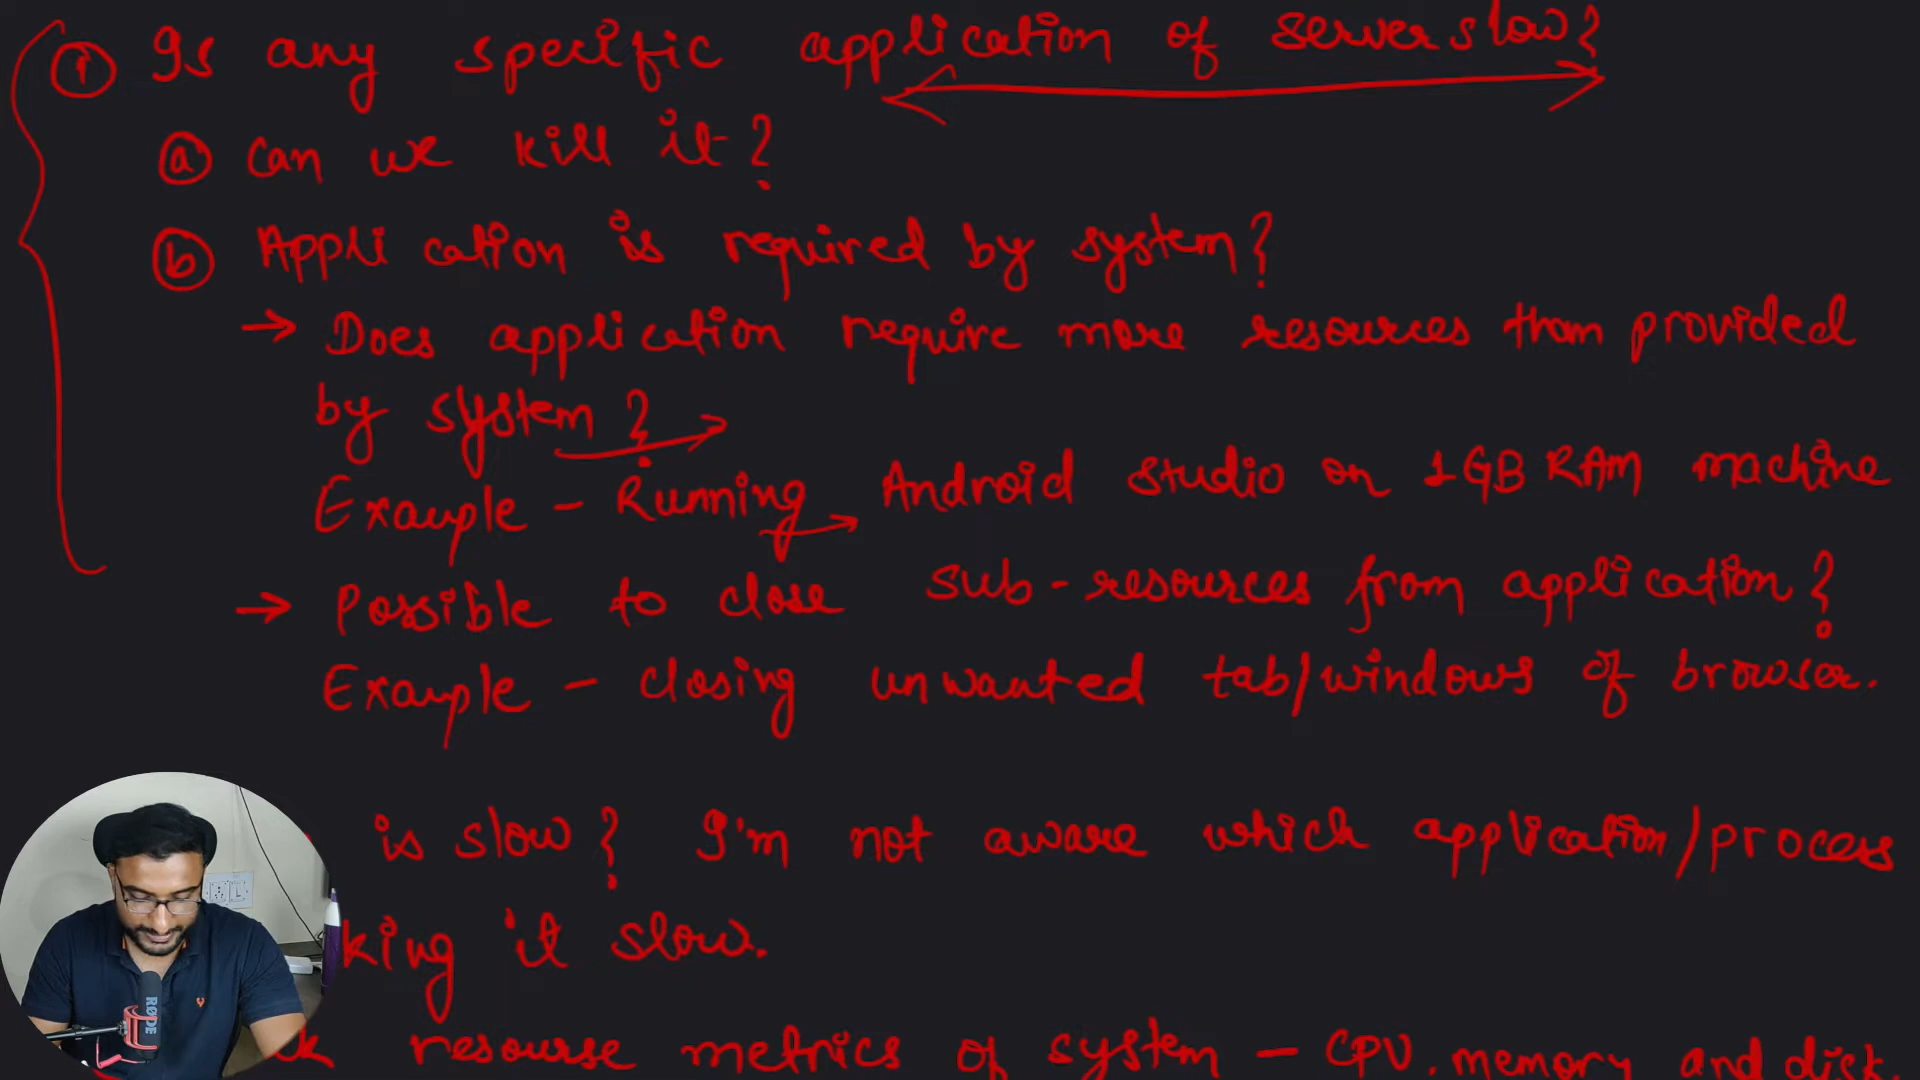 i Is any specific application of server slow?
a Can we kill it?
b Application is required by system?
→ Does application require more resources than provided
by system?
Example - Running Android studio on 1GB RAM machine
→ Possible to close sub-resources from application?
Example - closing unwanted tab/windows of browser.
is slow? I'm not aware which application/process
king it slow.
resourse metrics of system - CPU, memory and disk.
RØDE